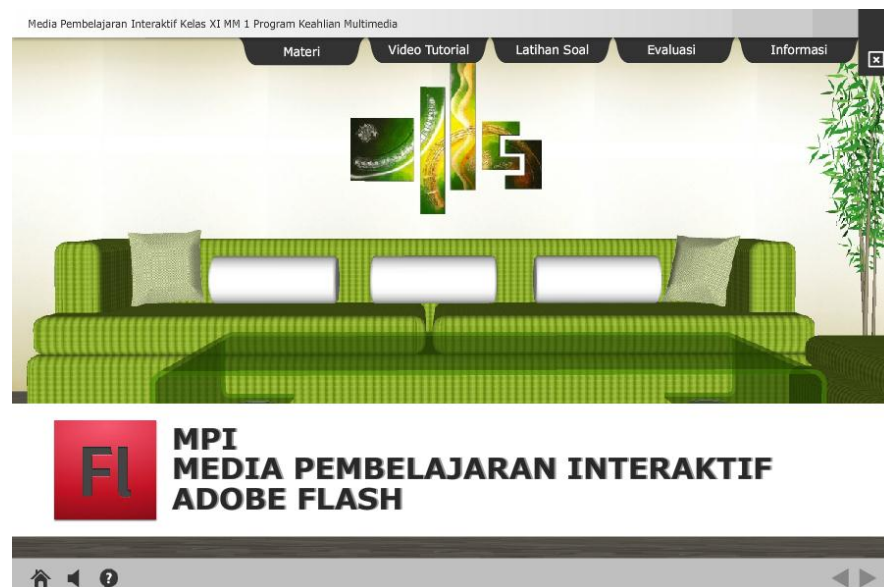 Media Pembelajaran Interaktif Kelas XI MM 1 Program Keahlian Multimedia
Materi Video Tutorial Latihan Soal Evaluasi Informasi
Fl
MPI
MEDIA PEMBELAJARAN INTERAKTIF
ADOBE FLASH